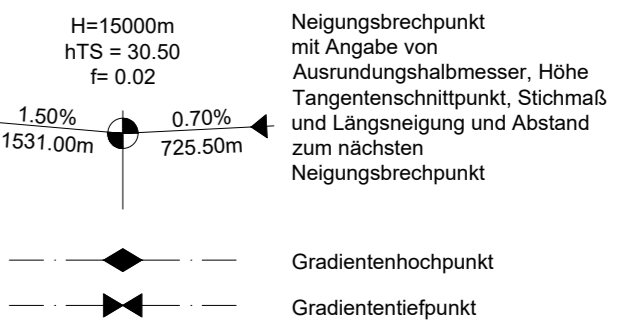 H=15000m
hTS = 30.50
f= 0.02
1.50%
1531.00m
0.70%
725.50m
Neigungsbrechpunkt
mit Angabe von
Ausrundungshalbmesser, Höhe
Tangentenschnittpunkt, Stichmaß
und Längsneigung und Abstand
zum nächsten
Neigungsbrechpunkt
Gradientenhochpunkt
Gradiententiefpunkt